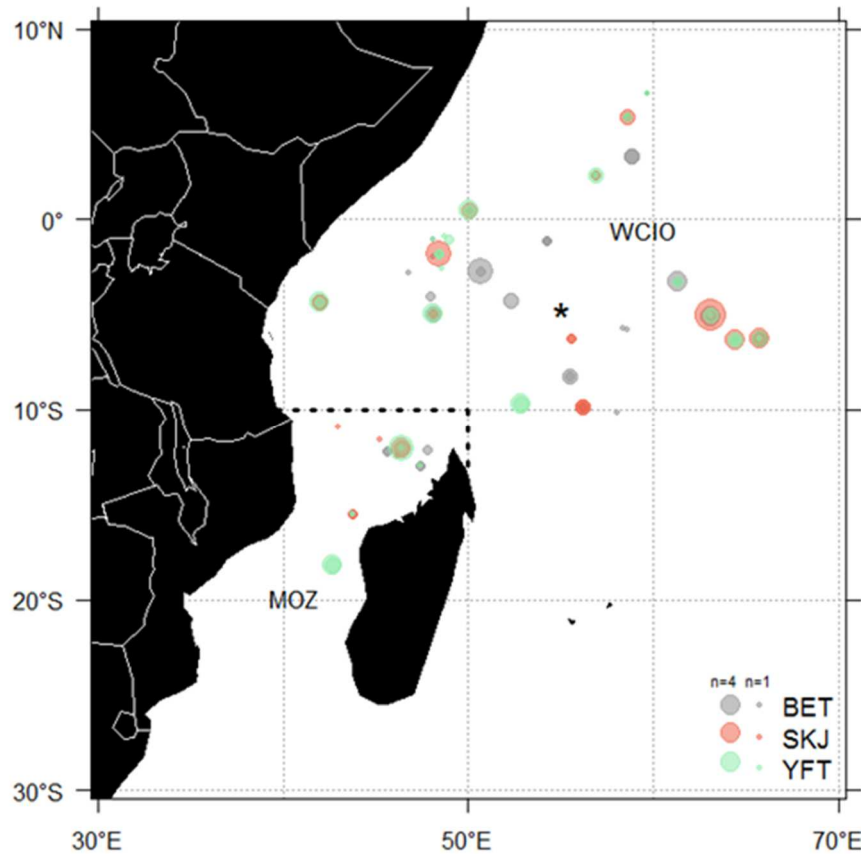 10°N
0°
WCIO
*
10°S
MOZ
20°S
n=4 n=1
BET
SKJ
YFT
30°S
30°E 50°E 70°E